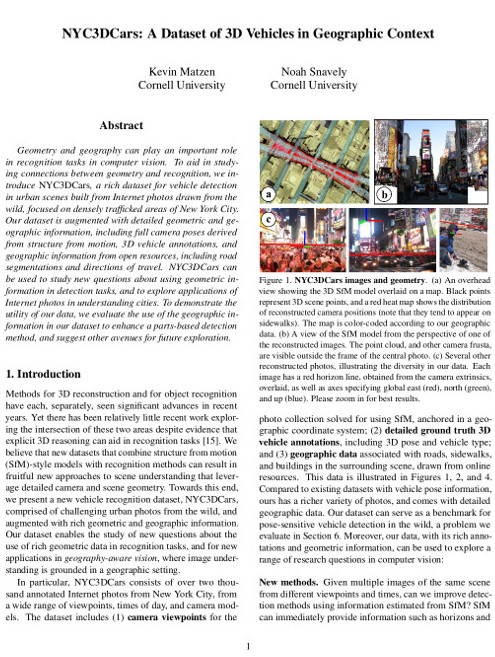 NYC3DCars: A Dataset of 3D Vehicles in Geographic Context
Kevin Matzen
Cornell University
Noah Snavely
Cornell University
Abstract
Geometry and geography can play an important role
in recognition tasks in computer vision. To aid in study-
ing connections between geometry and recognition, we in-
troduce NYC3DCars, a rich dataset for vehicle detection
in urban scenes built from Internet photos drawn from the
wild, focused on densely trafficked areas of New York City.
Our dataset is augmented with detailed geometric and ge-
ographic information, including full camera poses derived
from structure from motion, 3D vehicle annotations, and
geographic information from open resources, including road
segmentations and directions of travel. NYC3DCars can
be used to study new questions about using geometric in-
formation in detection tasks, and to explore applications of
Internet photos in understanding cities. To demonstrate the
utility of our data, we evaluate the use of the geographic in-
formation in our dataset to enhance a parts-based detection
method, and suggest other avenues for future exploration.
1. Introduction
Methods for 3D reconstruction and for object recognition
have each, separately, seen significant advances in recent
years. Yet there has been relatively little recent work explor-
ing the intersection of these two areas despite evidence that
explicit 3D reasoning can aid in recognition tasks [15]. We
believe that new datasets that combine structure from motion
(SfM)-style models with recognition methods can result in
fruitful new approaches to scene understanding that lever-
age detailed camera and scene geometry. Towards this end,
we present a new vehicle recognition dataset, NYC3DCars,
comprised of challenging urban photos from the wild, and
augmented with rich geometric and geographic information.
Our dataset enables the study of new questions about the
use of rich geometric data in recognition tasks, and for new
applications in geography-aware vision, where image under-
standing is grounded in a geographic setting.
In particular, NYC3DCars consists of over two thou-
sand annotated Internet photos from New York City, from
a wide range of viewpoints, times of day, and camera mod-
els. The dataset includes (1) camera viewpoints for the
a
b
c
Figure 1. NYC3DCars images and geometry. (a) An overhead
view showing the 3D SfM model overlaid on a map. Black points
represent 3D scene points, and a red heat map shows the distribution
of reconstructed camera positions (note that they tend to appear on
sidewalks). The map is color-coded according to our geographic
data. (b) A view of the SfM model from the perspective of one of
the reconstructed images. The point cloud, and other camera frusta,
are visible outside the frame of the central photo. (c) Several other
reconstructed photos, illustrating the diversity in our data. Each
image has a red horizon line, obtained from the camera extrinsics,
overlaid, as well as axes specifying global east (red), north (green),
and up (blue). Please zoom in for best results.
photo collection solved for using SfM, anchored in a geo-
graphic coordinate system; (2) detailed ground truth 3D
vehicle annotations, including 3D pose and vehicle type;
and (3) geographic data associated with roads, sidewalks,
and buildings in the surrounding scene, drawn from online
resources. This data is illustrated in Figures 1, 2, and 4.
Compared to existing datasets with vehicle pose information,
ours has a richer variety of photos, and comes with detailed
geographic data. Our dataset can serve as a benchmark for
pose-sensitive vehicle detection in the wild, a problem we
evaluate in Section 6. Moreover, our data, with its rich anno-
tations and geometric information, can be used to explore a
range of research questions in computer vision:
New methods. Given multiple images of the same scene
from different viewpoints and times, can we improve detec-
tion methods using information estimated from SfM? SfM
can immediately provide information such as horizons and
1